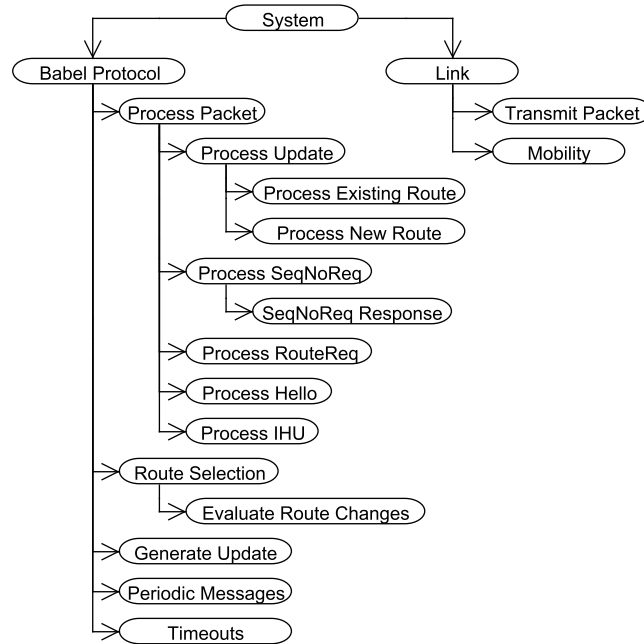 System
Babel Protocol
Link
Process Packet
Transmit Packet
Process Update
Mobility
Process Existing Route
Process New Route
Process SeqNoReq
SeqNoReq Response
Process RouteReq
Process Hello
Process IHU
Route Selection
Evaluate Route Changes
Generate Update
Periodic Messages
Timeouts